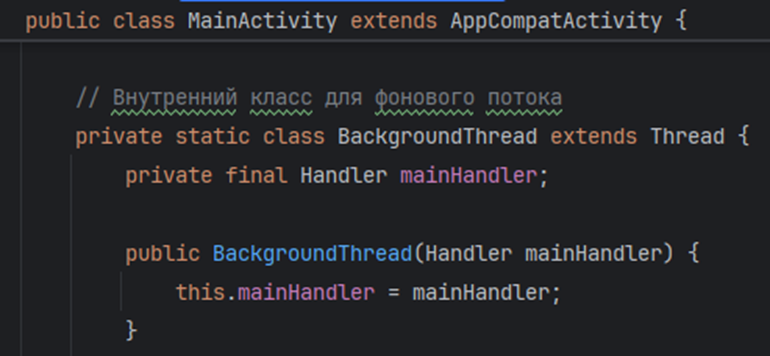 public class MainActivity extends AppCompatActivity {
// Внутренний класс для фонового потока
private static class BackgroundThread extends Thread {
private final Handler mainHandler;
public BackgroundThread(Handler mainHandler) {
this.mainHandler = mainHandler;
}